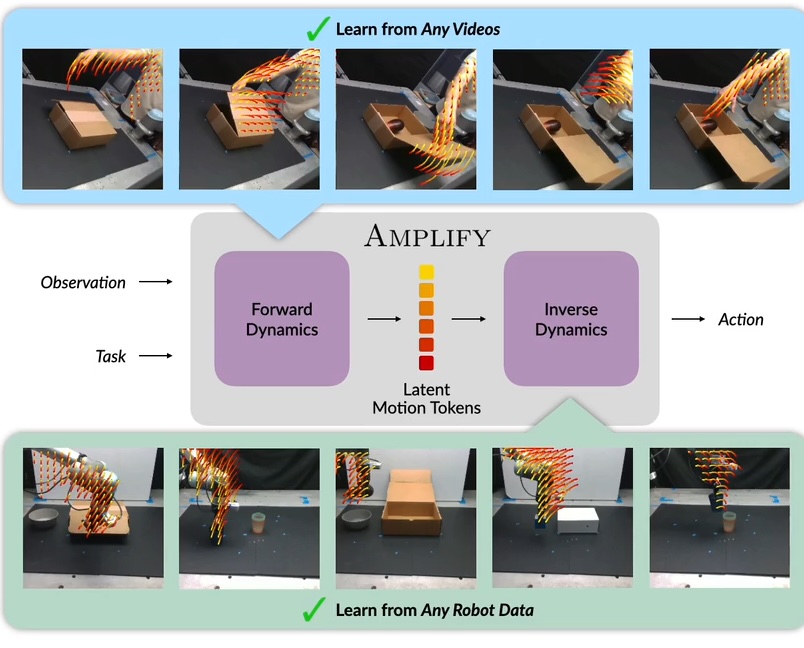 Learn from Any Videos
AMPLIFY
Observation
Task
Forward
Dynamics
Latent
Motion Tokens
Inverse
Dynamics
Action
Learn from Any Robot Data